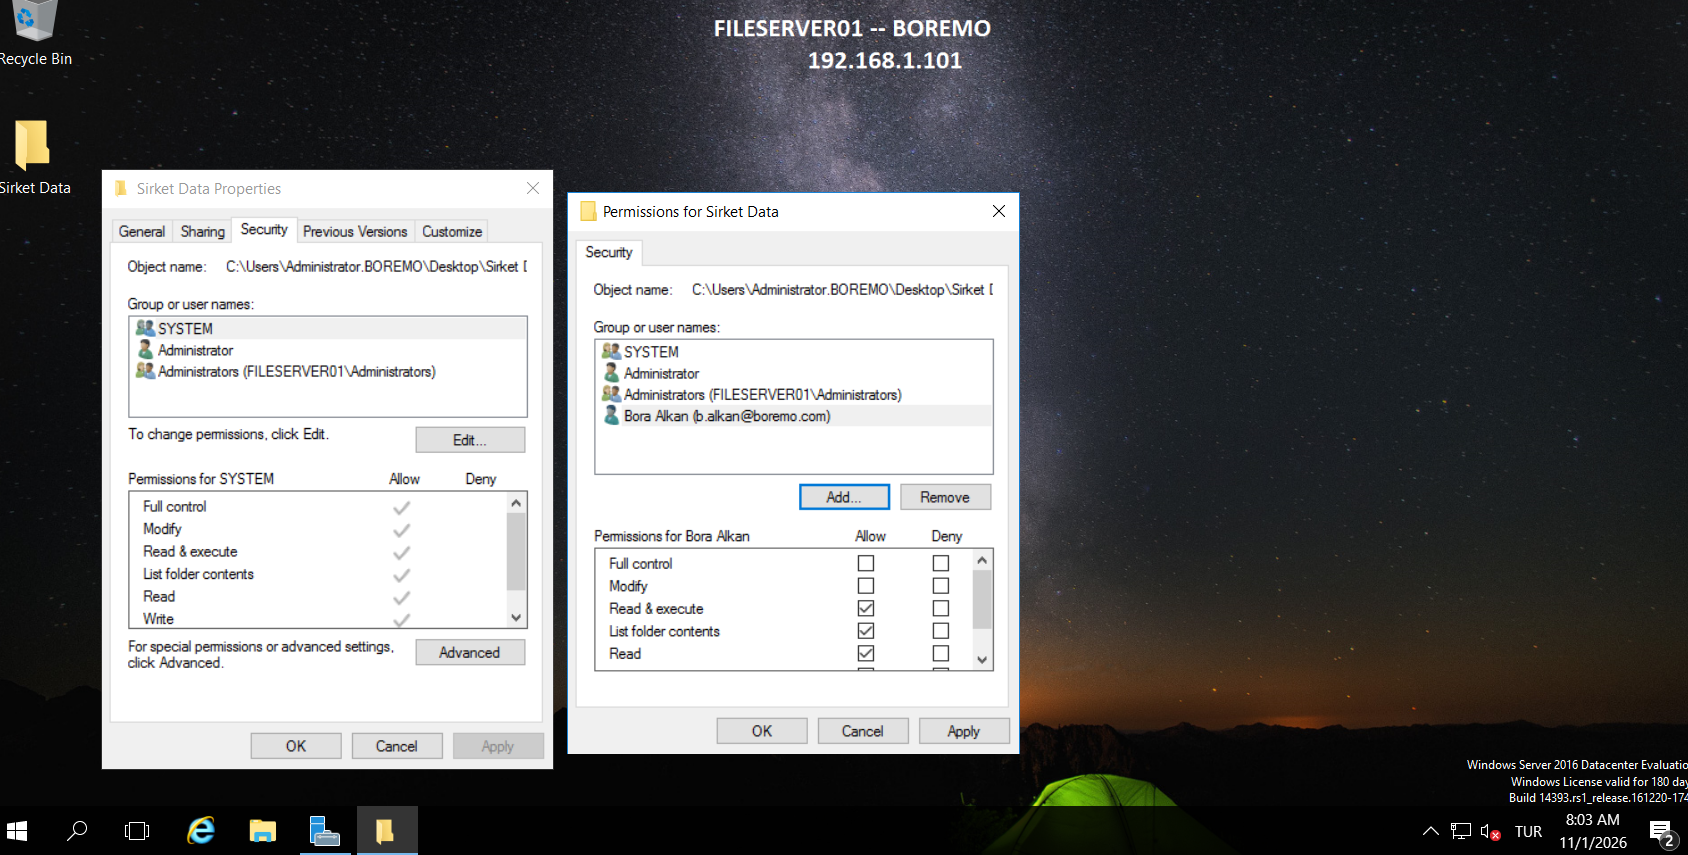 FILESERVER01 -- BOREMO
192.168.1.101
Recycle Bin
Sirket Data
Sirket Data Properties
General
Sharing
Security
Previous Versions
Customize
Object name:
C:\Users\Administrator.BOREMO\Desktop\Sirket D
Group or user names:
SYSTEM
Administrator
Administrators (FILESERVER01\Administrators)
To change permissions, click Edit.
Edit...
Permissions for SYSTEM
Allow
Deny
Full control
Modify
Read & execute
List folder contents
Read
Write
For special permissions or advanced settings,
click Advanced.
Advanced
OK
Cancel
Apply
Permissions for Sirket Data
Security
Object name:
C:\Users\Administrator.BOREMO\Desktop\Sirket D
Group or user names:
SYSTEM
Administrator
Administrators (FILESERVER01\Administrators)
Bora Alkan (b.alkan@boremo.com)
Add...
Remove
Permissions for Bora Alkan
Allow
Deny
Full control
Modify
Read & execute
List folder contents
Read
OK
Cancel
Apply
Windows Server 2016 Datacenter Evaluatio
Windows License valid for 180 day
Build 14393.rs1_release.161220-174
TUR
8:03 AM
11/1/2026
2